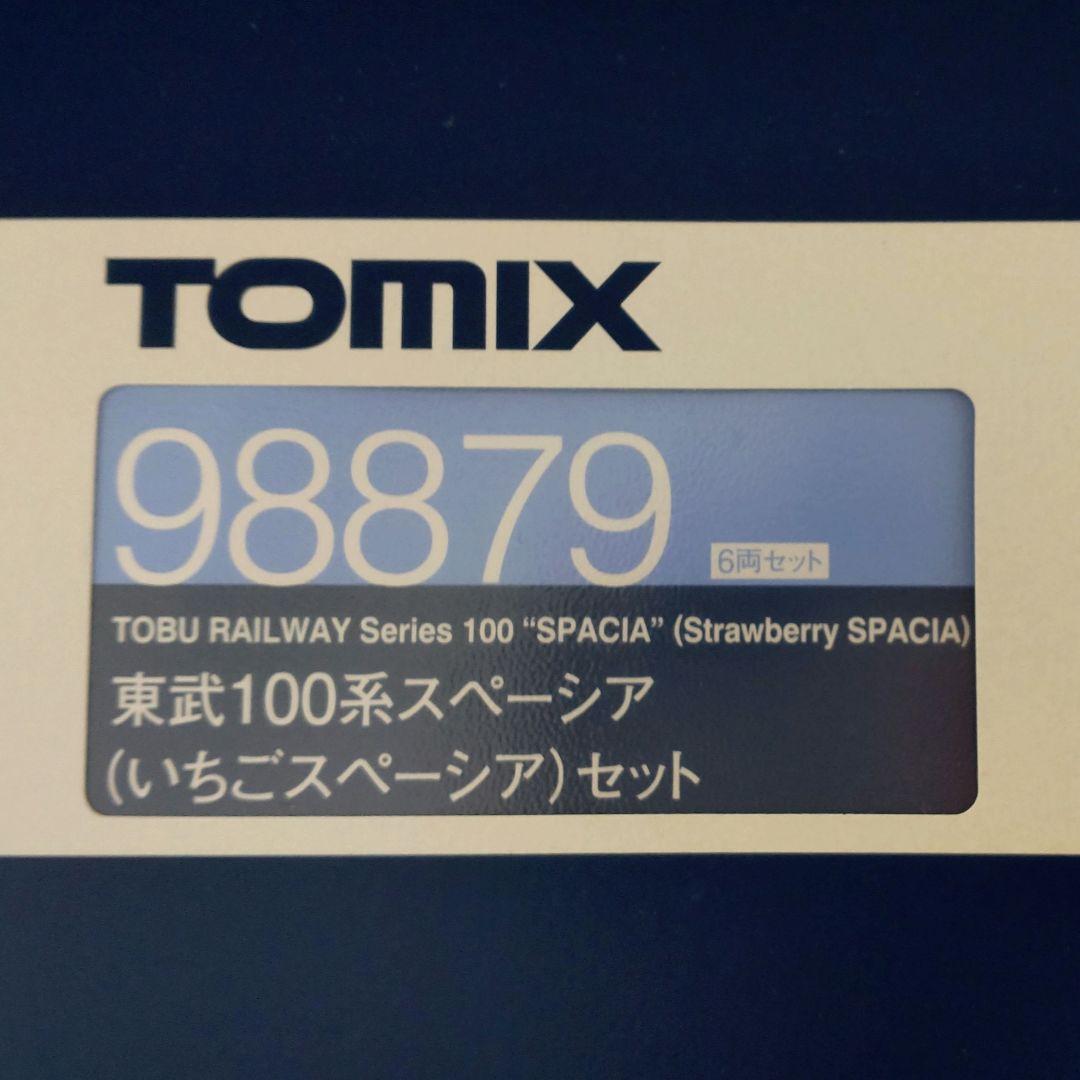 TOMIX
98879
6両セット
TOBU RAILWAY Series 100 “SPACIA” (Strawberry SPACIA)
東武100系スペーシア
(いちごスペーシア)セット